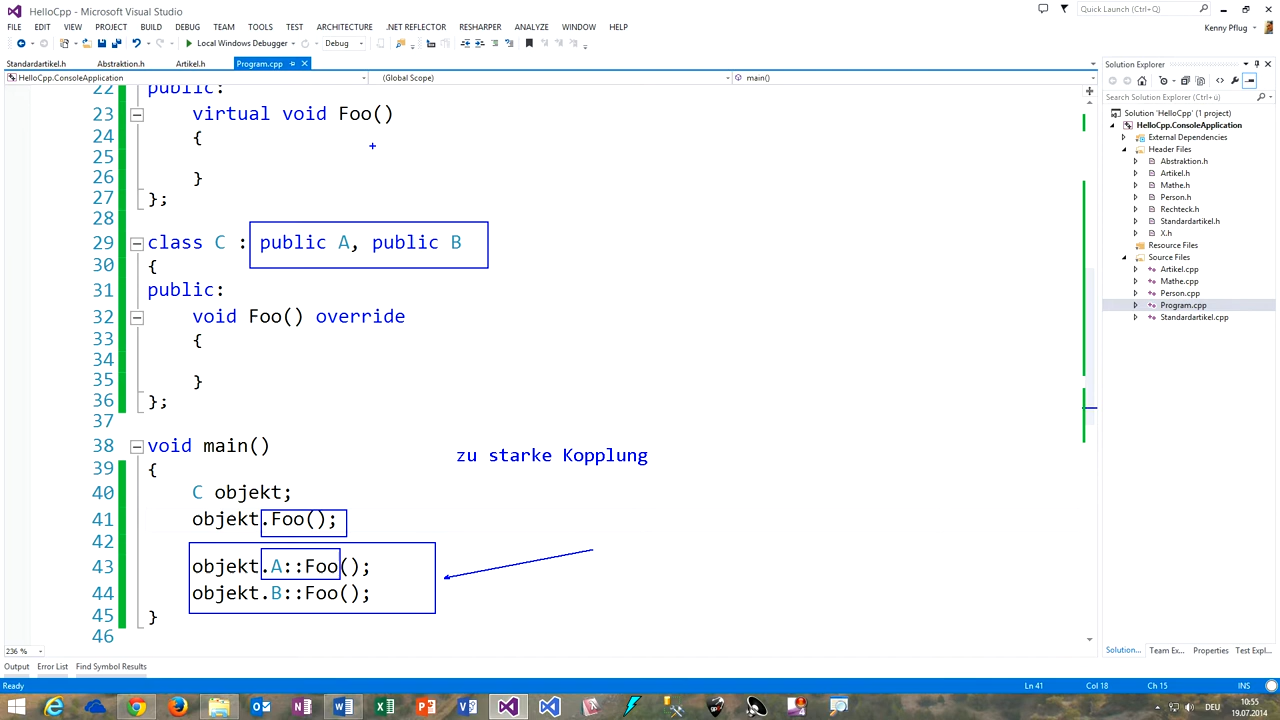 HelloCpp - Microsoft Visual Studio
Quick Launch (Ctrl+Q)
FILE EDIT VIEW PROJECT BUILD DEBUG TEAM TOOLS TEST ARCHITECTURE .NET REFLECTOR RESHARPER ANALYZE WINDOW HELP
Kenny Pflug
Local Windows Debugger Debug
Standardartikel.h Abstraktion.h Artikel.h Program.cpp
HelloCpp.ConsoleApplication (Global Scope) main()
22 public:
23 virtual void Foo()
24 {
25
26 }
27 };
28
29 class C : public A, public B
30 {
31 public:
32 void Foo() override
33 {
34
35 }
36 };
37
38 void main()
zu starke Kopplung
39 {
40 C objekt;
41 objekt.Foo();
42
43 objekt.A::Foo();
44 objekt.B::Foo();
45 }
46
236 %
Solution Explorer
Search Solution Explorer (Ctrl+ü)
Solution 'HelloCpp' (1 project)
HelloCpp.ConsoleApplication
External Dependencies
Header Files
Abstraktion.h
Artikel.h
Mathe.h
Person.h
Rechteck.h
Standardartikel.h
X.h
Resource Files
Source Files
Artikel.cpp
Mathe.cpp
Person.cpp
Program.cpp
Standardartikel.cpp
Solution... Team Ex... Properties Test Expl...
Output Error List Find Symbol Results
Ready Ln 41 Col 18 Ch 15 INS
DEU 10:55
19.07.2014